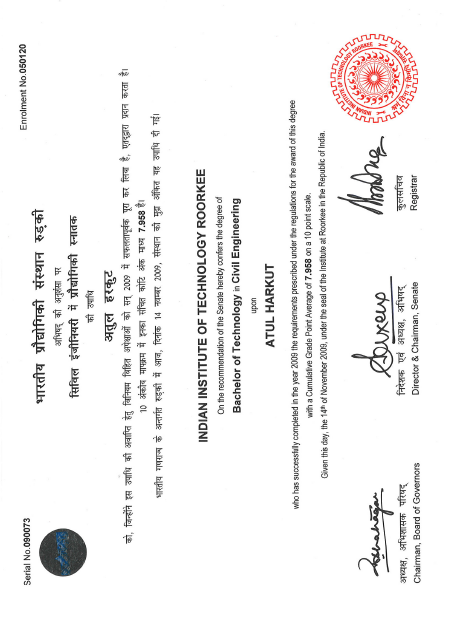 Serial No.090073
Enrolment No.050120
भारतीय प्रौद्योगिकी संस्थान रुड़की
अभिषद् की अनुशंसा पर
सिविल इंजीनियरी में प्रौद्योगिकी स्नातक
की उपाधि
अतुल हरकुट
को, जिन्होंने इस उपाधि की अवाप्ति हेतु विनियम विहित अपेक्षाओं को सन् 2009 में सफलतापूर्वक पूरा कर लिया है, एतद्द्वारा प्रदान करता है।
10 अंकीय मापक्रम में इनका संचित कोटि अंक माध्य 7.958 है।
भारतीय गणराज्य के अन्तर्गत रुड़की में आज, दिनांक 14 नवम्बर 2009, संस्थान की मुद्रा अंकित यह उपाधि दी गई।
INDIAN INSTITUTE OF TECHNOLOGY ROORKEE
On the recommendation of the Senate hereby confers the degree of
Bachelor of Technology in Civil Engineering
upon
ATUL HARKUT
who has successfully completed in the year 2009 the requirements prescribed under the regulations for the award of this degree
with a Cumulative Grade Point Average of 7.958 on a 10 point scale.
Given this day, the 14th of November 2009, under the seal of the Institute at Roorkee in the Republic of India.
अध्यक्ष, अभिशासक परिषद्
Chairman, Board of Governors
निदेशक एवं अध्यक्ष, अभिषद्
Director & Chairman, Senate
कुलसचिव
Registrar
INDIAN INSTITUTE OF TECHNOLOGY ROORKEE